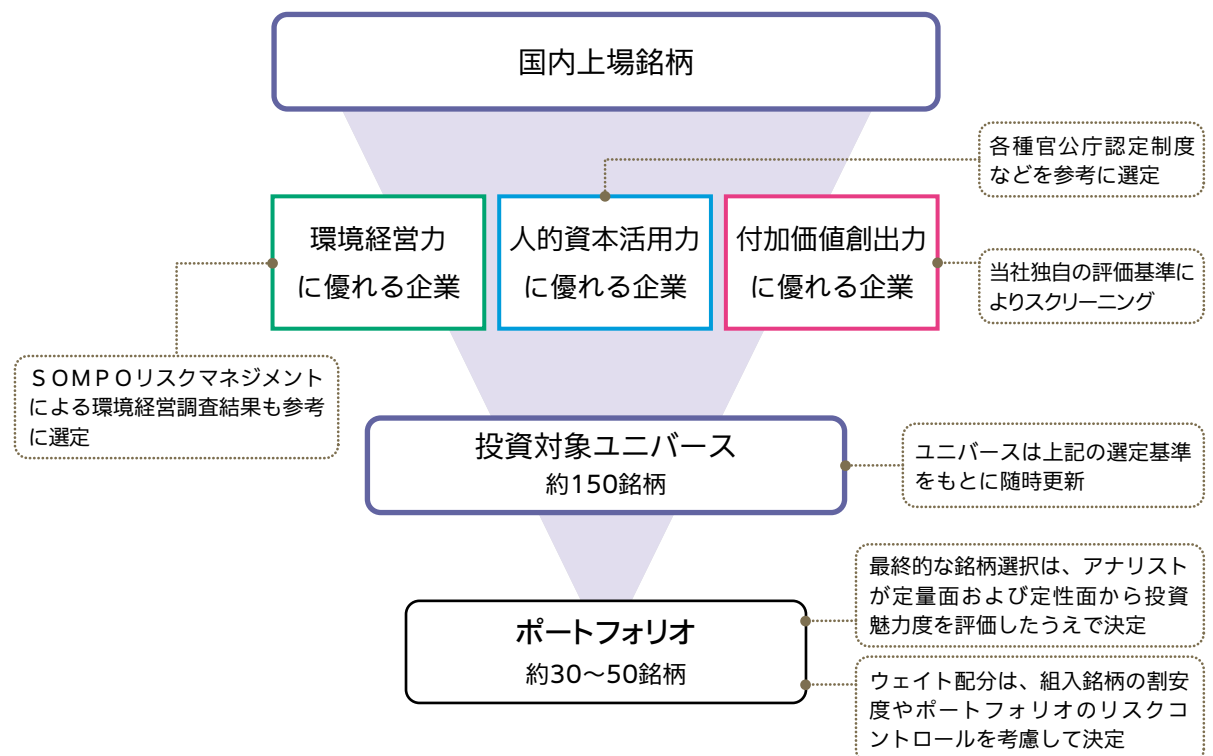 国内上場銘柄
各種官公庁認定制度
などを参考に選定
環境経営力
に優れる企業
人的資本活用力
に優れる企業
付加価値創出力
に優れる企業
当社独自の評価基準に
よりスクリーニング
ＳＯＭＰＯリスクマネジメント
による環境経営調査結果も参考
に選定
投資対象ユニバース
約150銘柄
ユニバースは上記の選定基準
をもとに随時更新
ポートフォリオ
約30～50銘柄
最終的な銘柄選択は、アナリスト
が定量面および定性面から投資
魅力度を評価したうえで決定
ウェイト配分は、組入銘柄の割安
度やポートフォリオのリスクコ
ントロールを考慮して決定